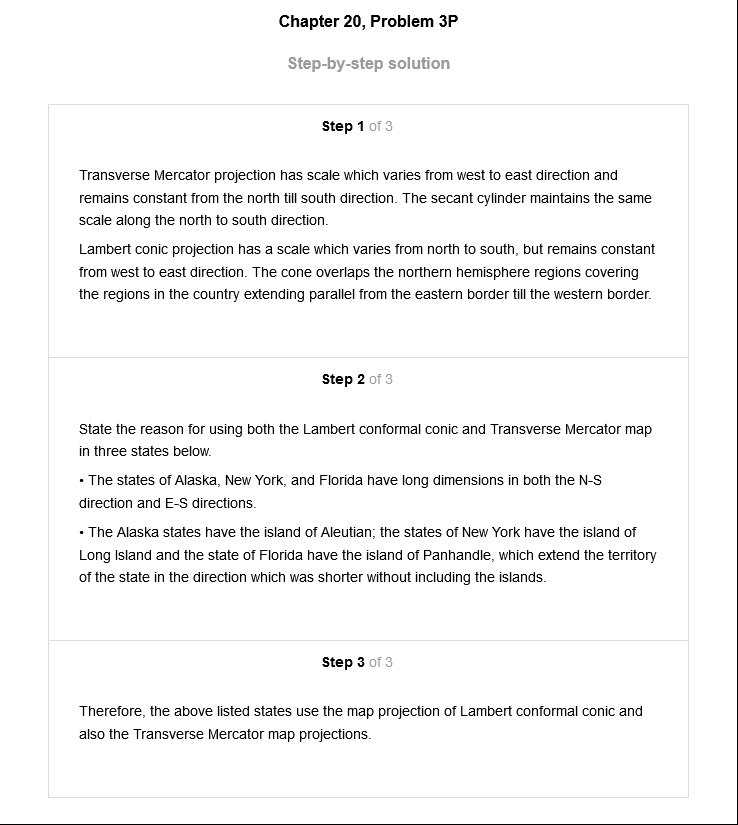 Chapter 20, Problem 3P
Step-by-step solution
Step 1 of 3
Transverse Mercator projection has scale which varies from west to east direction and
remains constant from the north till south direction. The secant cylinder maintains the same
scale along the north to south direction.
Lambert conic projection has a scale which varies from north to south, but remains constant
from west to east direction. The cone overlaps the northern hemisphere regions covering
the regions in the country extending parallel from the eastern border till the western border.
Step 2 of 3
State the reason for using both the Lambert conformal conic and Transverse Mercator map
in three states below.
• The states of Alaska, New York, and Florida have long dimensions in both the N-S
direction and E-S directions.
• The Alaska states have the island of Aleutian; the states of New York have the island of
Long Island and the state of Florida have the island of Panhandle, which extend the territory
of the state in the direction which was shorter without including the islands.
Step 3 of 3
Therefore, the above listed states use the map projection of Lambert conformal conic and
also the Transverse Mercator map projections.